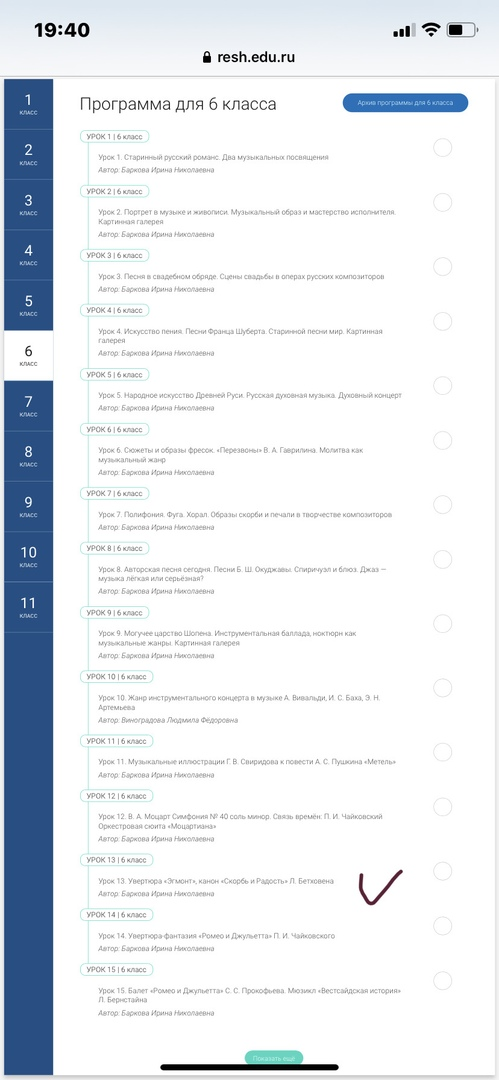 19:40
resh.edu.ru
1
КЛАСС
2
КЛАСС
3
КЛАСС
4
КЛАСС
5
КЛАСС
6
КЛАСС
7
КЛАСС
8
КЛАСС
9
КЛАСС
10
КЛАСС
11
КЛАСС
Программа для 6 класса
Архив программы для 6 класса
УРОК 1 | 6 класс
Урок 1. Старинный русский романс. Два музыкальных посвящения
Автор: Баркова Ирина Николаевна
УРОК 2 | 6 класс
Урок 2. Портрет в музыке и живописи. Музыкальный образ и мастерство исполнителя.
Картинная галерея
Автор: Баркова Ирина Николаевна
УРОК 3 | 6 класс
Урок 3. Песня в свадебном обряде. Сцены свадьбы в операх русских композиторов
Автор: Баркова Ирина Николаевна
УРОК 4 | 6 класс
Урок 4. Искусство пения. Песни Франца Шуберта. Старинной песни мир. Картинная
галерея
Автор: Баркова Ирина Николаевна
УРОК 5 | 6 класс
Урок 5. Народное искусство Древней Руси. Русская духовная музыка. Духовный концерт
Автор: Баркова Ирина Николаевна
УРОК 6 | 6 класс
Урок 6. Сюжеты и образы фресок. «Перезвоны» В. А. Гаврилина. Молитва как
музыкальный жанр
Автор: Баркова Ирина Николаевна
УРОК 7 | 6 класс
Урок 7. Полифония. Фуга. Хорал. Образы скорби и печали в творчестве композиторов
Автор: Баркова Ирина Николаевна
УРОК 8 | 6 класс
Урок 8. Авторская песня сегодня. Песни Б. Ш. Окуджавы. Спиричуэл и блюз. Джаз —
музыка лёгкая или серьёзная?
Автор: Баркова Ирина Николаевна
УРОК 9 | 6 класс
Урок 9. Могучее царство Шопена. Инструментальная баллада, ноктюрн как
музыкальные жанры. Картинная галерея
Автор: Баркова Ирина Николаевна
УРОК 10 | 6 класс
Урок 10. Жанр инструментального концерта в музыке А. Вивальди, И. С. Баха, Э. Н.
Артемьева
Автор: Виноградова Людмила Фёдоровна
УРОК 11 | 6 класс
Урок 11. Музыкальные иллюстрации Г. В. Свиридова к повести А. С. Пушкина «Метель»
Автор: Баркова Ирина Николаевна
УРОК 12 | 6 класс
Урок 12. В. А. Моцарт Симфония № 40 соль минор. Связь времён: П. И. Чайковский
Оркестровая сюита «Моцартиана»
Автор: Баркова Ирина Николаевна
УРОК 13 | 6 класс
Урок 13. Увертюра «Эгмонт», канон «Скорбь и Радость» Л. Бетховена
Автор: Баркова Ирина Николаевна
УРОК 14 | 6 класс
Урок 14. Увертюра-фантазия «Ромео и Джульетта» П. И. Чайковского
Автор: Баркова Ирина Николаевна
УРОК 15 | 6 класс
Урок 15. Балет «Ромео и Джульетта» С. С. Прокофьева. Мюзикл «Вестсайдская история»
Л. Бернстайна
Автор: Баркова Ирина Николаевна
Показать ещё